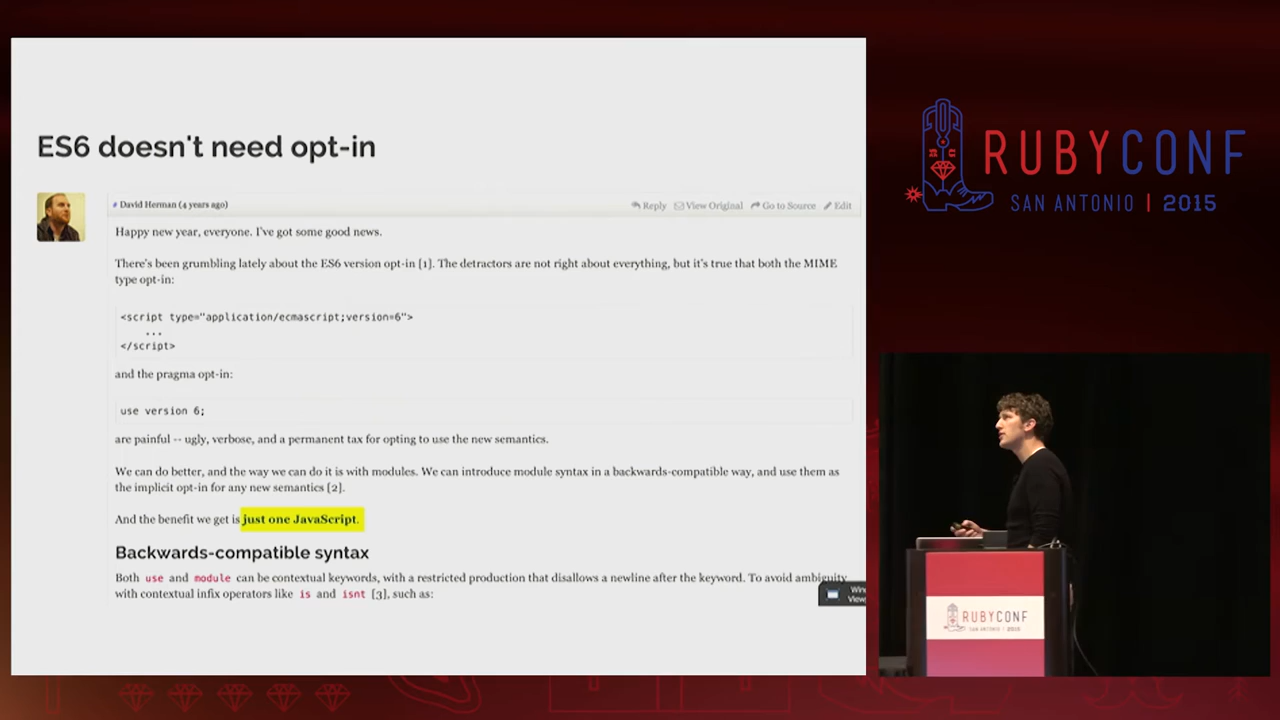 ES6 doesn't need opt-in
# David Herman (4 years ago)
Reply View Original Go to Source Edit
Happy new year, everyone. I've got some good news.
There's been grumbling lately about the ES6 version opt-in [1]. The detractors are not right about everything, but it's true that both the MIME
type opt-in:
<script type="application/ecmascript;version=6">
...
</script>
and the pragma opt-in:
use version 6;
are painful -- ugly, verbose, and a permanent tax for opting to use the new semantics.
We can do better, and the way we can do it is with modules. We can introduce module syntax in a backwards-compatible way, and use them as
the implicit opt-in for any new semantics [2].
And the benefit we get is just one JavaScript.
Backwards-compatible syntax
Both use and module can be contextual keywords, with a restricted production that disallows a newline after the keyword. To avoid ambiguity
with contextual infix operators like is and isnt [3], such as:
Win
View
RUBYCONF
SAN ANTONIO | 2015
RUBYCONF
SAN ANTONIO | 2015